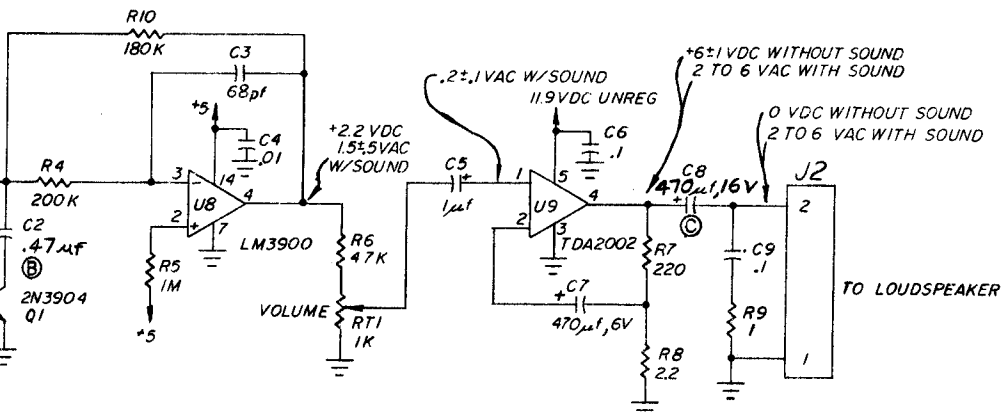 R10
180K
C3
68pf
+5
C4
.01
R4
200K
3
-
14
4
U8
2
+
7
LM3900
C2
.47µf
B
2N3904
Q1
R5
1M
+5
+2.2 VDC
1.5±.5VAC
W/SOUND
R6
47K
VOLUME
RT1
1K
.2±.1VAC W/SOUND
C5
+
1µf
11.9VDC UNREG
C6
.1
1
5
4
U9
2
3
TDA2002
+6±1 VDC WITHOUT SOUND
2 TO 6 VAC WITH SOUND
0 VDC WITHOUT SOUND
2 TO 6 VAC WITH SOUND
C8
470µf,16V
+
C
R7
220
C7
+
470µf,6V
R8
2.2
C9
.1
R9
1
J2
2
1
TO LOUDSPEAKER